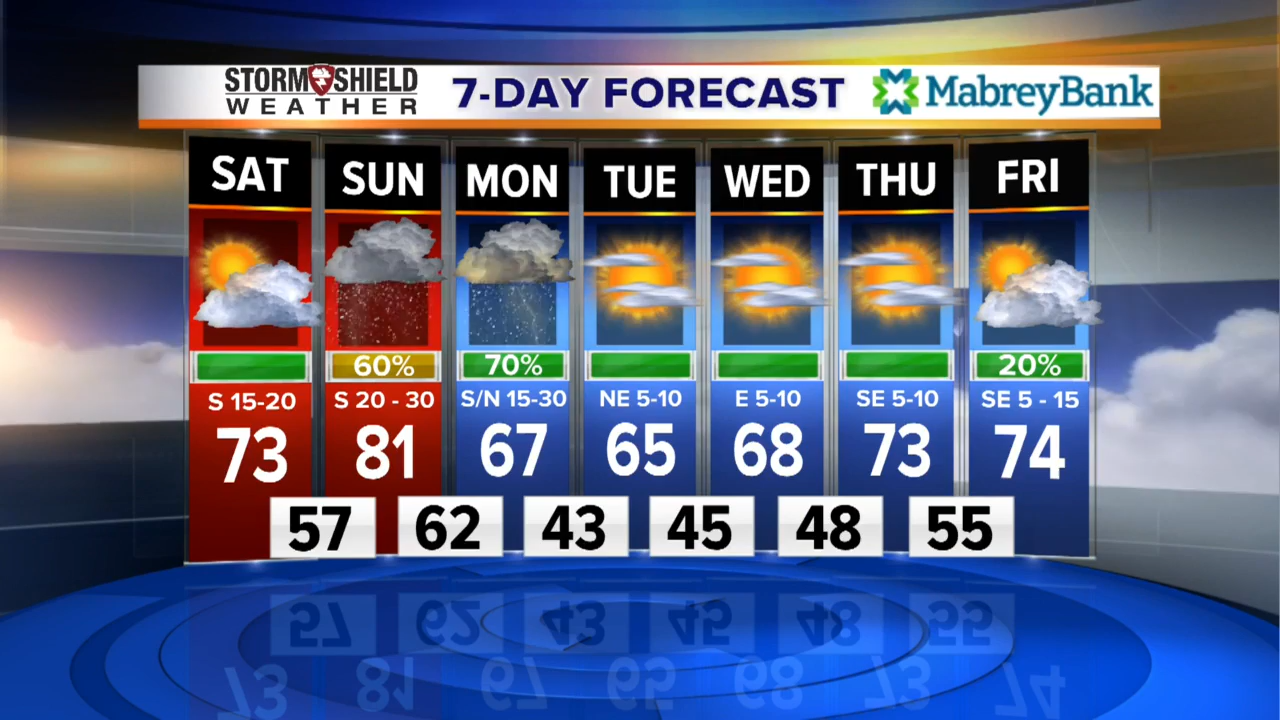 STORM SHIELD
WEATHER
7-DAY FORECAST
MabreyBank
SAT SUN MON TUE WED THU FRI
60% 70% 20%
S 15-20 S 20 - 30 S/N 15-30 NE 5-10 E 5-10 SE 5-10 SE 5 - 15
73 81 67 65 68 73 74
57 62 43 45 48 55